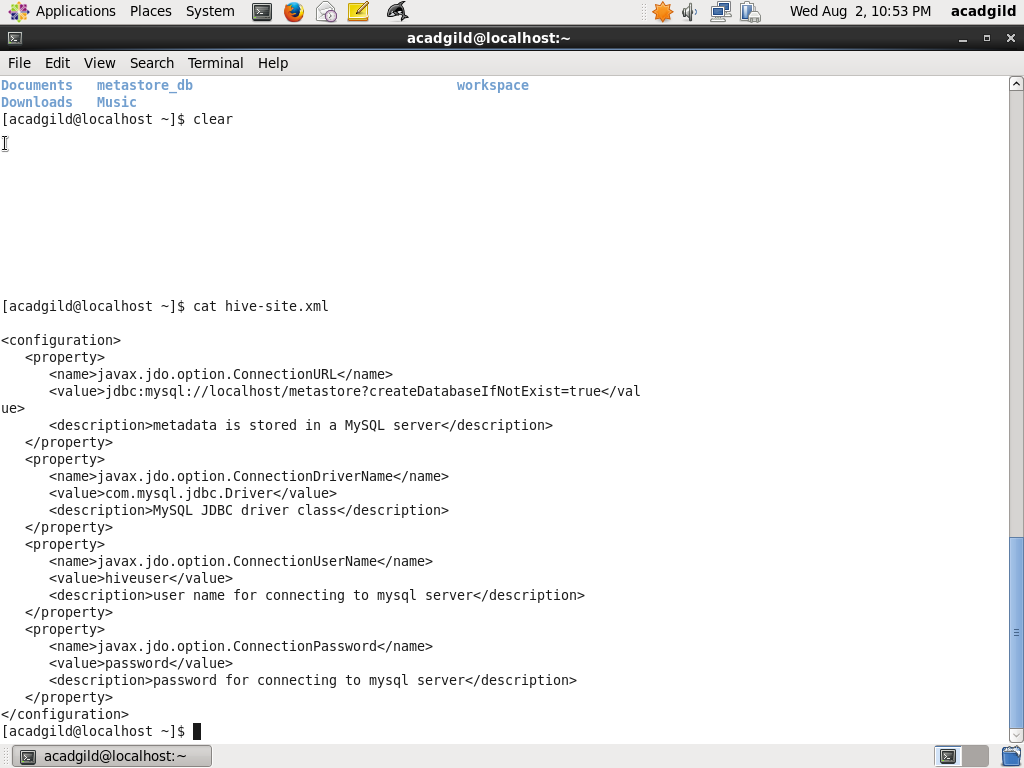 Applications Places System Wed Aug 2, 10:53 PM acadgild
acadgild@localhost:~
File Edit View Search Terminal Help
Documents metastore_db workspace
Downloads Music
[acadgild@localhost ~]$ clear
[acadgild@localhost ~]$ cat hive-site.xml
<configuration>
<property>
<name>javax.jdo.option.ConnectionURL</name>
<value>jdbc:mysql://localhost/metastore?createDatabaseIfNotExist=true</val
ue>
<description>metadata is stored in a MySQL server</description>
</property>
<property>
<name>javax.jdo.option.ConnectionDriverName</name>
<value>com.mysql.jdbc.Driver</value>
<description>MySQL JDBC driver class</description>
</property>
<property>
<name>javax.jdo.option.ConnectionUserName</name>
<value>hiveuser</value>
<description>user name for connecting to mysql server</description>
</property>
<property>
<name>javax.jdo.option.ConnectionPassword</name>
<value>password</value>
<description>password for connecting to mysql server</description>
</property>
</configuration>
[acadgild@localhost ~]$
acadgild@localhost:~